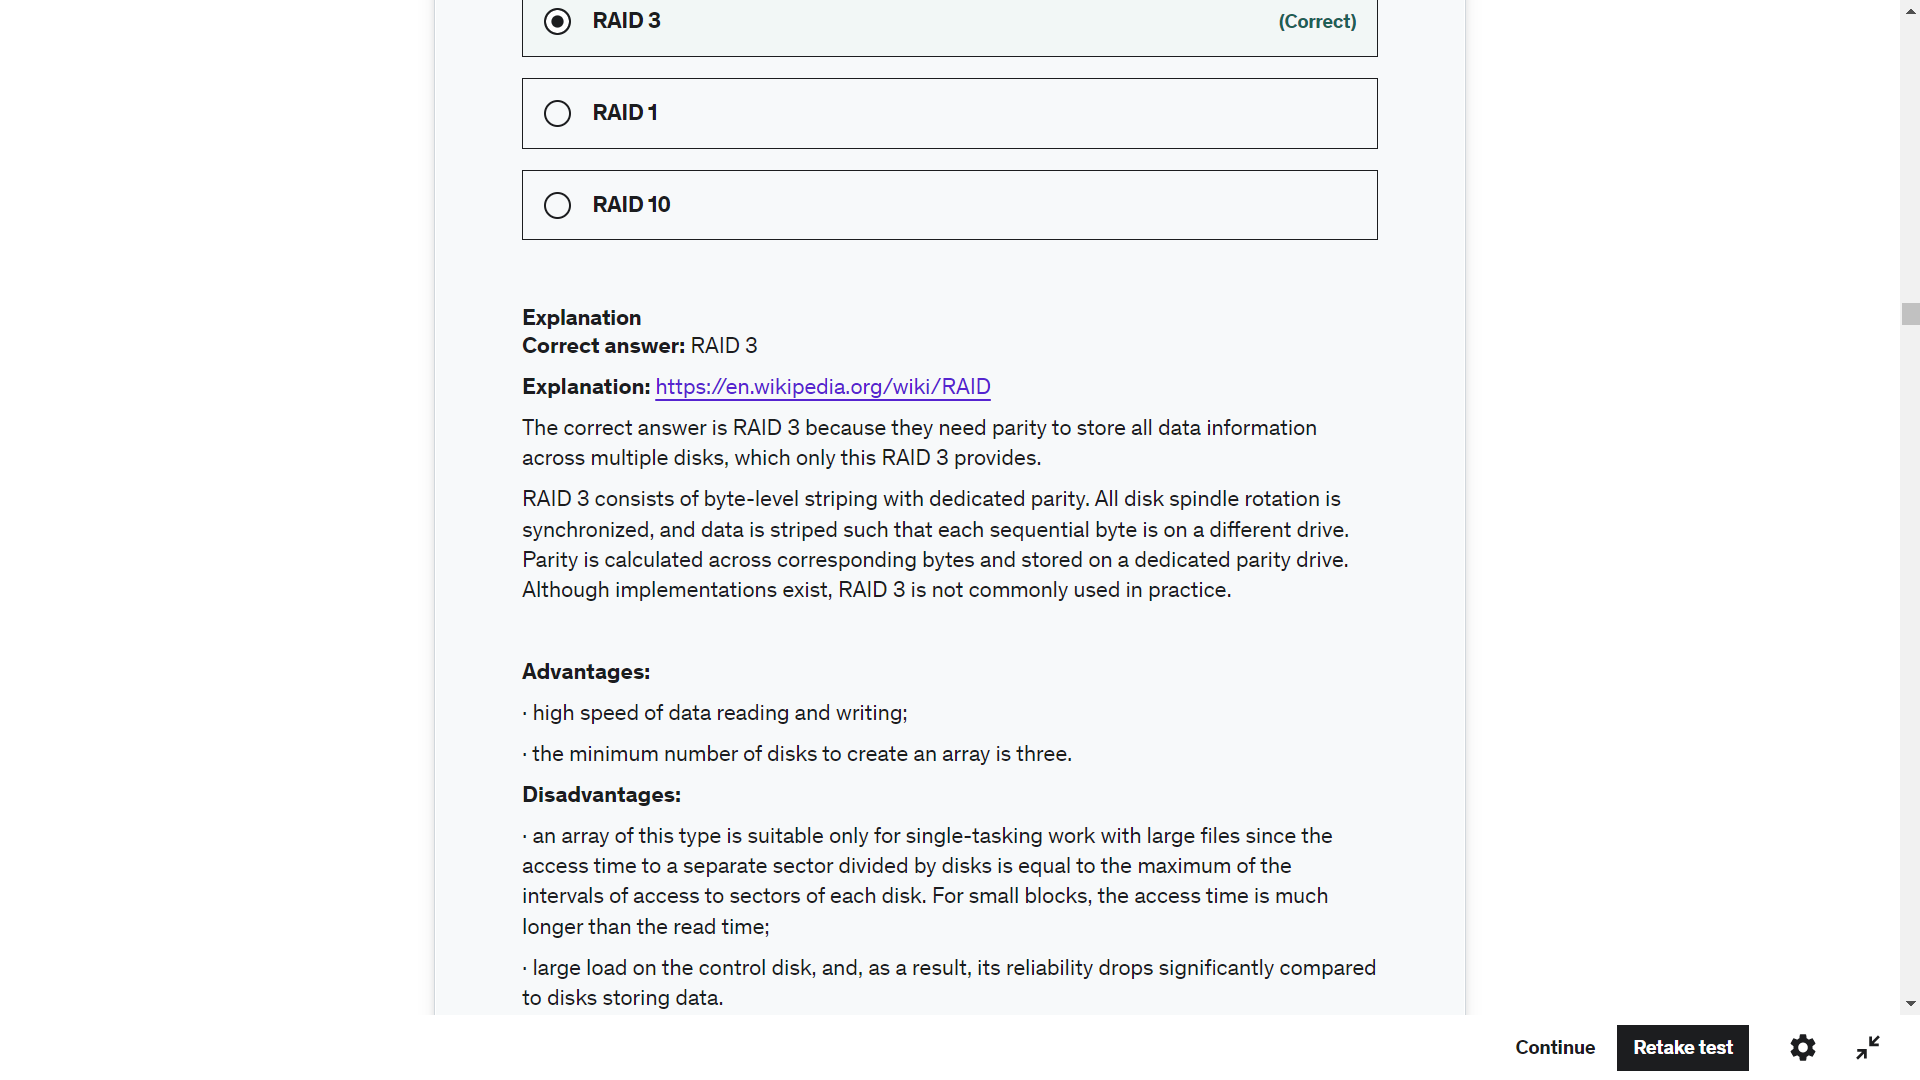 RAID 3
(Correct)
RAID 1
RAID 10
Explanation
Correct answer: RAID 3
Explanation: https://en.wikipedia.org/wiki/RAID
The correct answer is RAID 3 because they need parity to store all data information
across multiple disks, which only this RAID 3 provides.
RAID 3 consists of byte-level striping with dedicated parity. All disk spindle rotation is
synchronized, and data is striped such that each sequential byte is on a different drive.
Parity is calculated across corresponding bytes and stored on a dedicated parity drive.
Although implementations exist, RAID 3 is not commonly used in practice.
Advantages:
· high speed of data reading and writing;
· the minimum number of disks to create an array is three.
Disadvantages:
· an array of this type is suitable only for single-tasking work with large files since the
access time to a separate sector divided by disks is equal to the maximum of the
intervals of access to sectors of each disk. For small blocks, the access time is much
longer than the read time;
· large load on the control disk, and, as a result, its reliability drops significantly compared
to disks storing data.
Continue
Retake test